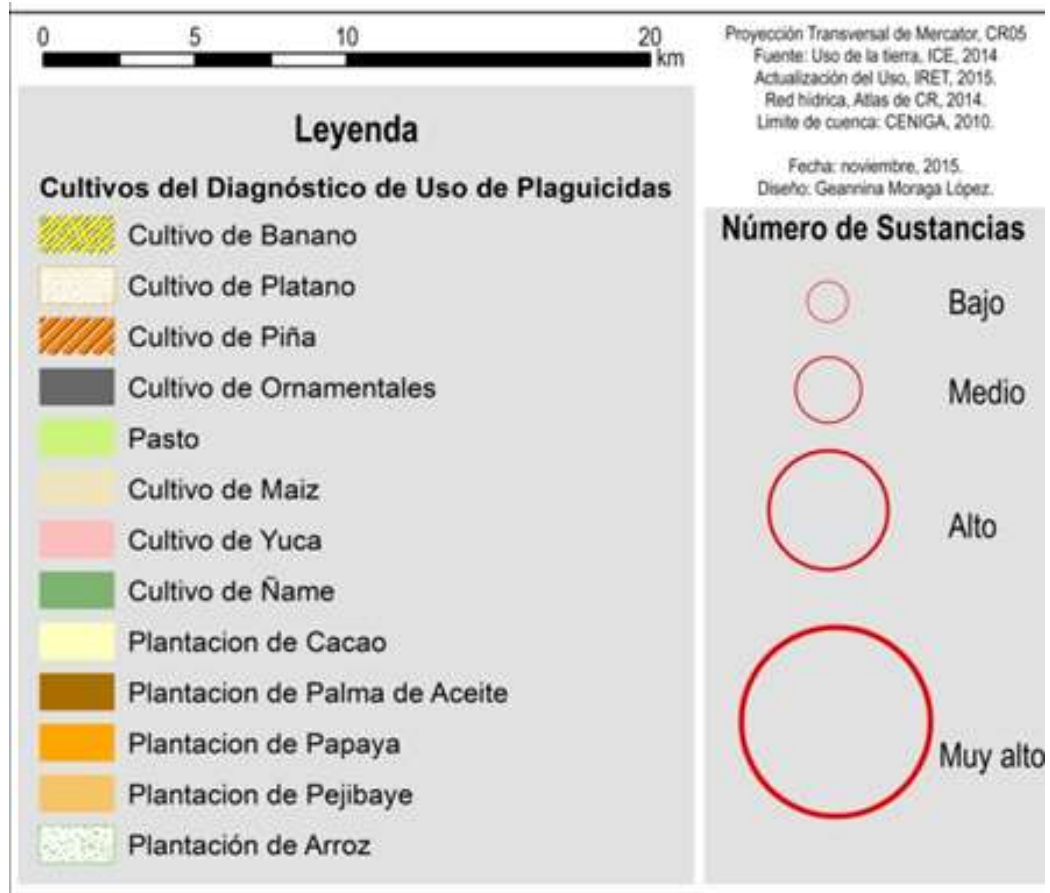 0 5 10 20
km
Proyección Transversal de Mercator, CR05
Fuente: Uso de la tierra, ICE, 2014
Actualización del Uso, IRET, 2015.
Red hídrica, Atlas de CR, 2014.
Limite de cuenca: CENIGA, 2010.
Fecha: noviembre, 2015.
Diseño: Geannina Moraga López.
Leyenda
Cultivos del Diagnóstico de Uso de Plaguicidas
Cultivo de Banano
Cultivo de Platano
Cultivo de Piña
Cultivo de Ornamentales
Pasto
Cultivo de Maiz
Cultivo de Yuca
Cultivo de Ñame
Plantacion de Cacao
Plantacion de Palma de Aceite
Plantacion de Papaya
Plantacion de Pejibaye
Plantación de Arroz
Número de Sustancias
Bajo
Medio
Alto
Muy alto